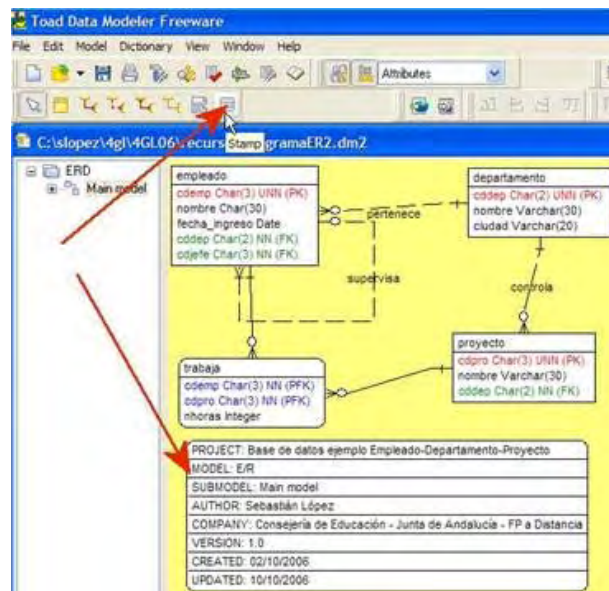 Toad Data Modeler Freeware
File Edit Model Dictionary View Window Help
Attributes
C:\slopez\4gl\4GL06\recurs gramaER2.dm2
Stamp
ERD
Main model
empleado
cdemp Char(3) UNN (PK)
nombre Char(30)
fecha_ingreso Date
cddep Char(2) NN (FK)
cdjefe Char(3) NN (FK)
departamento
cddep Char(2) UNN (PK)
nombre Varchar(30)
ciudad Varchar(20)
pertenece
supervisa
controla
proyecto
cdpro Char(3) UNN (PK)
nombre Varchar(30)
cddep Char(2) NN (FK)
trabaja
cdemp Char(3) NN (PFK)
cdpro Char(3) NN (PFK)
nhoras Integer
PROJECT: Base de datos ejemplo Empleado-Departamento-Proyecto
MODEL: E/R
SUBMODEL: Main model
AUTHOR: Sebastián López
COMPANY: Consejería de Educación - Junta de Andalucía - FP a Distancia
VERSION: 1.0
CREATED: 02/10/2006
UPDATED: 10/10/2006